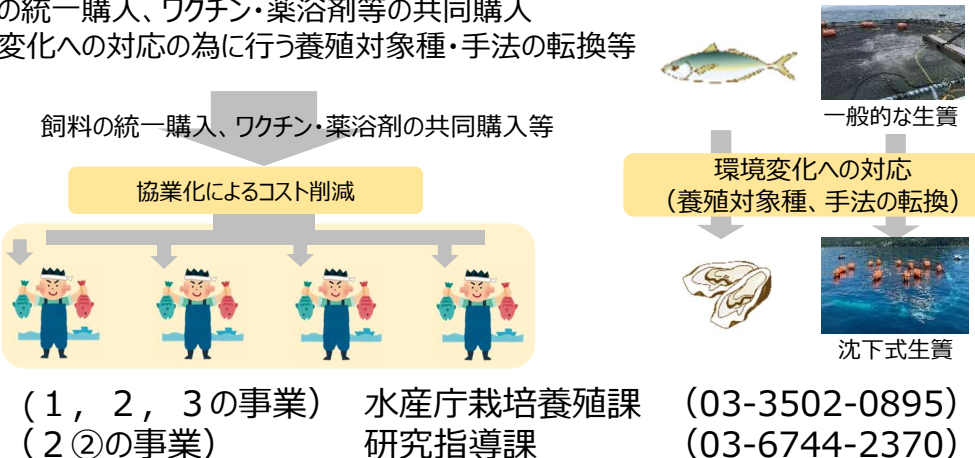 の統一購入、ワクチン・薬浴剤等の共同購入
変化への対応の為に行う養殖対象種・手法の転換等
飼料の統一購入、ワクチン・薬浴剤の共同購入等
協業化によるコスト削減
一般的な生簀
環境変化への対応
（養殖対象種、手法の転換）
沈下式生簀
(１，２，３の事業） 水産庁栽培養殖課 （03-3502-0895）
（２②の事業） 研究指導課 （03-6744-2370）